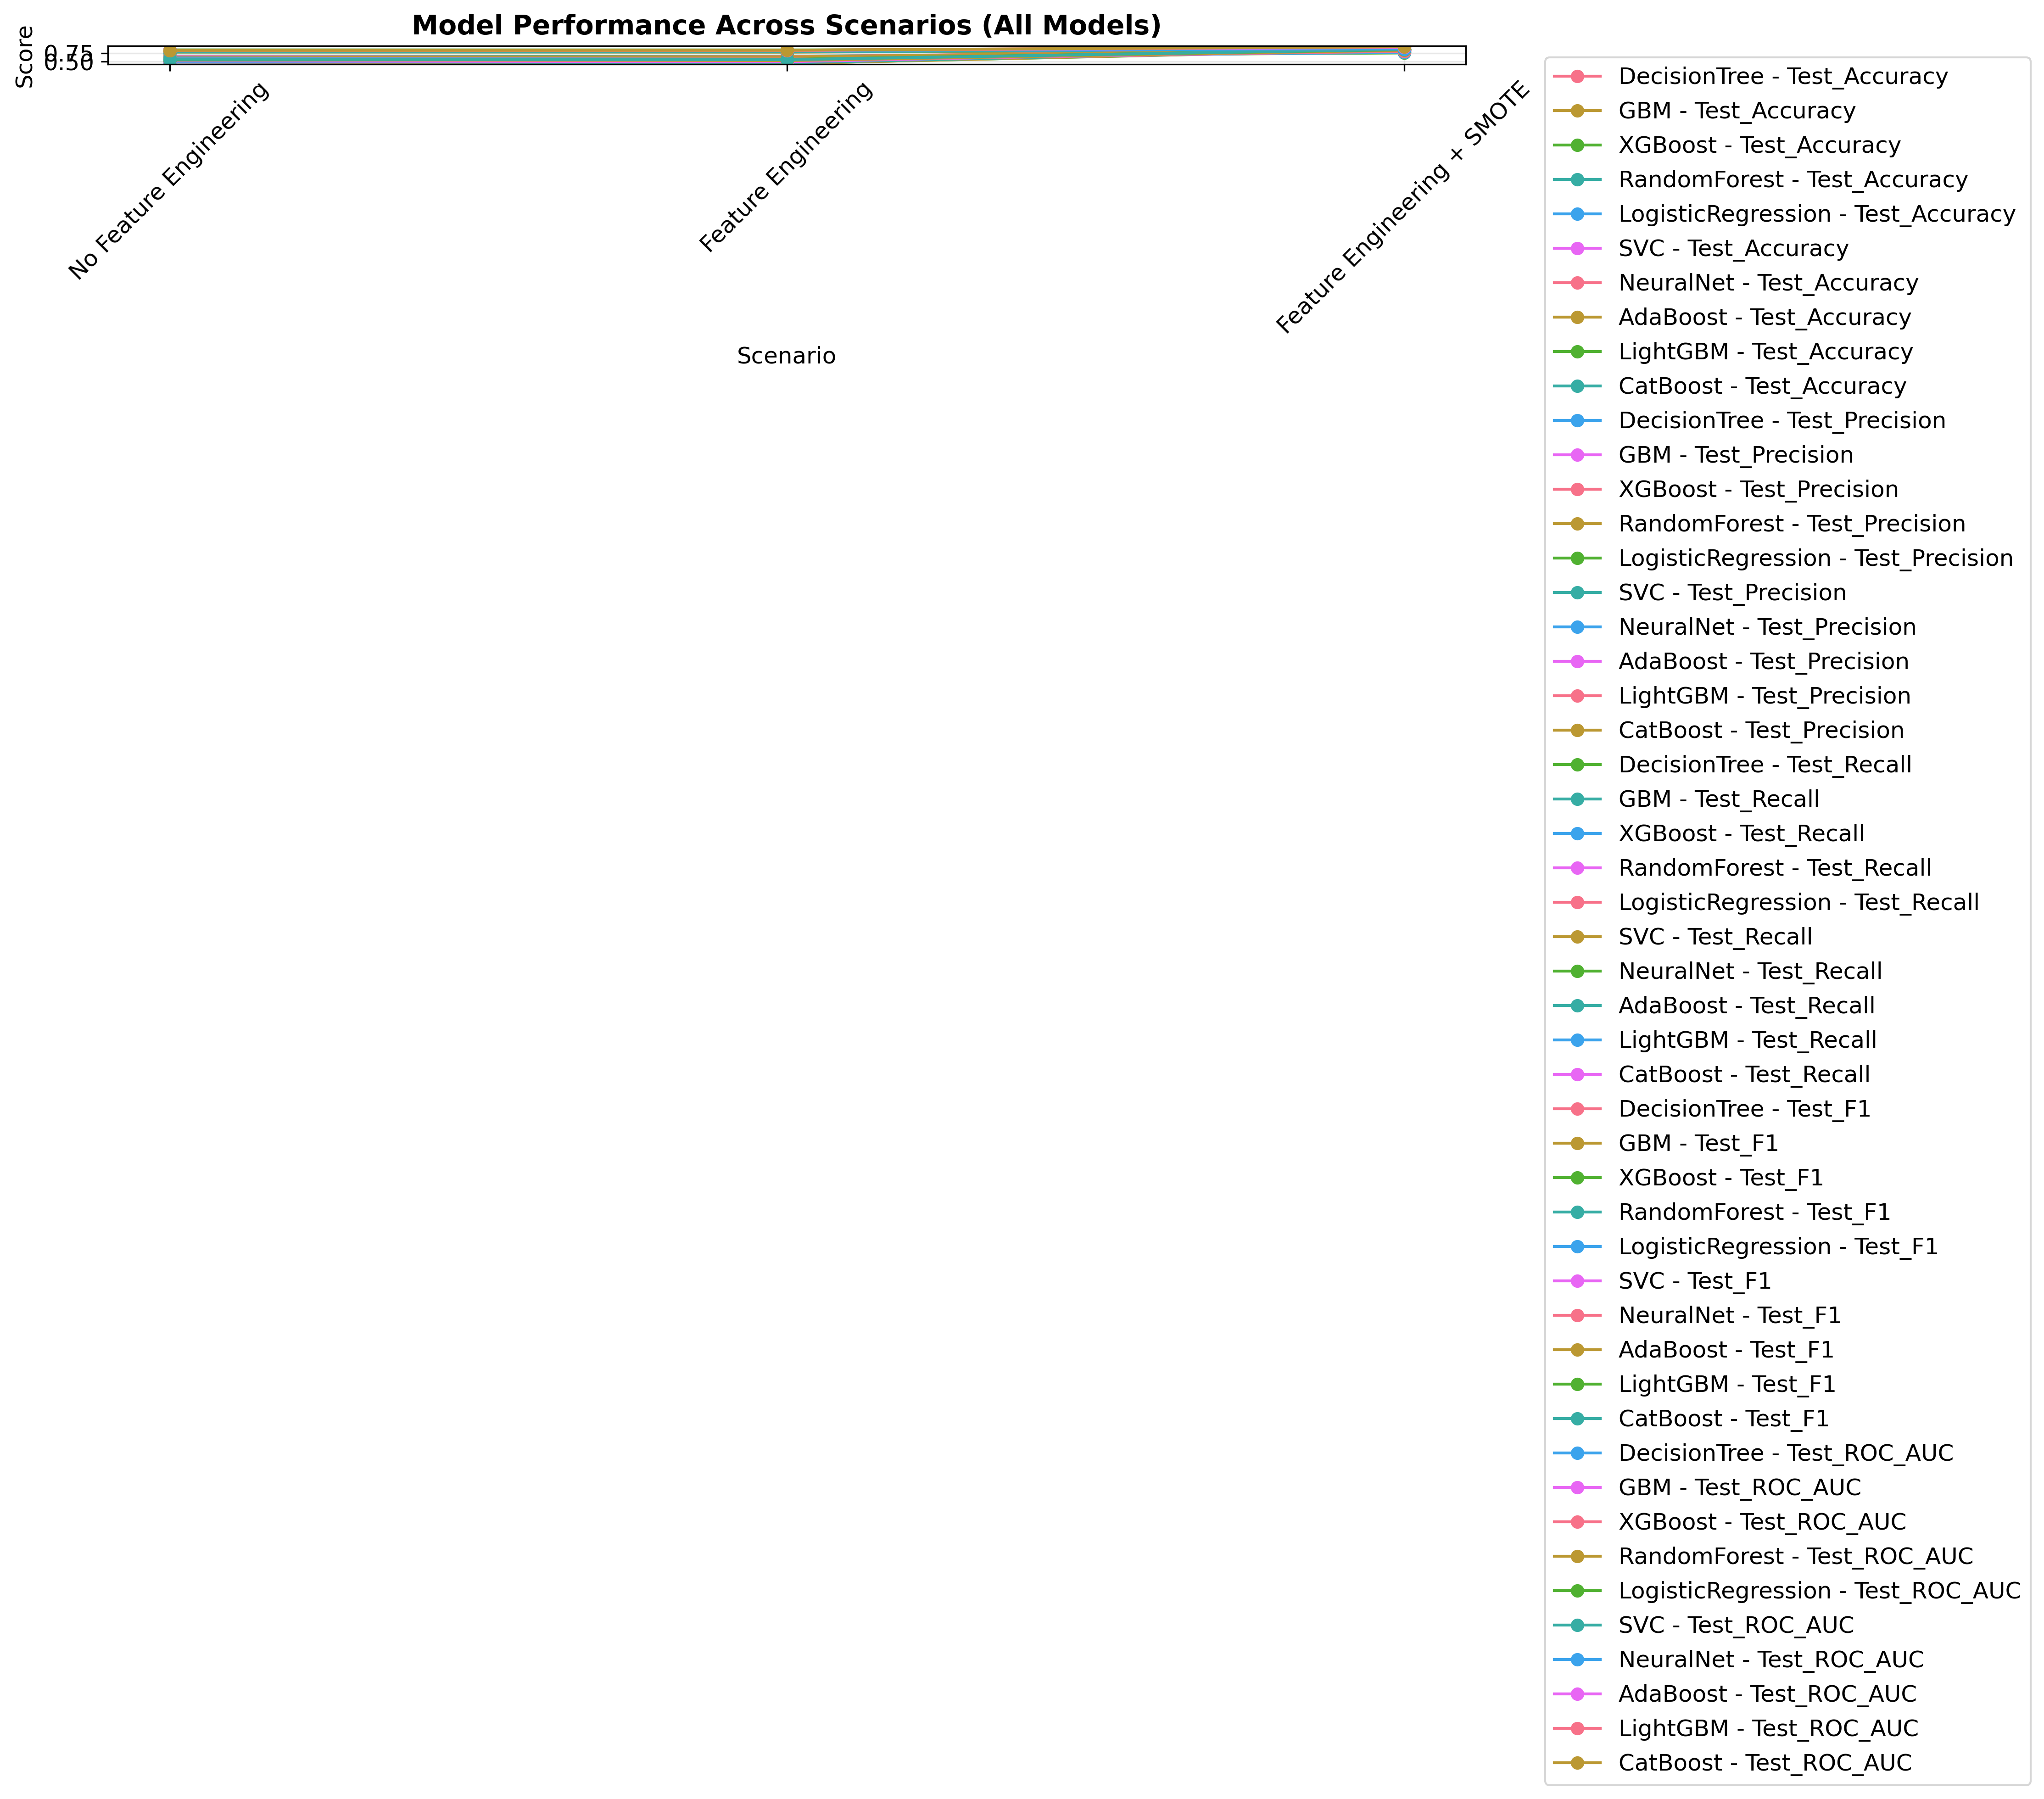 Model Performance Across Scenarios (All Models)
Score
0.75
0.50
No Feature Engineering
Feature Engineering
Feature Engineering + SMOTE
Scenario
DecisionTree - Test_Accuracy
GBM - Test_Accuracy
XGBoost - Test_Accuracy
RandomForest - Test_Accuracy
LogisticRegression - Test_Accuracy
SVC - Test_Accuracy
NeuralNet - Test_Accuracy
AdaBoost - Test_Accuracy
LightGBM - Test_Accuracy
CatBoost - Test_Accuracy
DecisionTree - Test_Precision
GBM - Test_Precision
XGBoost - Test_Precision
RandomForest - Test_Precision
LogisticRegression - Test_Precision
SVC - Test_Precision
NeuralNet - Test_Precision
AdaBoost - Test_Precision
LightGBM - Test_Precision
CatBoost - Test_Precision
DecisionTree - Test_Recall
GBM - Test_Recall
XGBoost - Test_Recall
RandomForest - Test_Recall
LogisticRegression - Test_Recall
SVC - Test_Recall
NeuralNet - Test_Recall
AdaBoost - Test_Recall
LightGBM - Test_Recall
CatBoost - Test_Recall
DecisionTree - Test_F1
GBM - Test_F1
XGBoost - Test_F1
RandomForest - Test_F1
LogisticRegression - Test_F1
SVC - Test_F1
NeuralNet - Test_F1
AdaBoost - Test_F1
LightGBM - Test_F1
CatBoost - Test_F1
DecisionTree - Test_ROC_AUC
GBM - Test_ROC_AUC
XGBoost - Test_ROC_AUC
RandomForest - Test_ROC_AUC
LogisticRegression - Test_ROC_AUC
SVC - Test_ROC_AUC
NeuralNet - Test_ROC_AUC
AdaBoost - Test_ROC_AUC
LightGBM - Test_ROC_AUC
CatBoost - Test_ROC_AUC